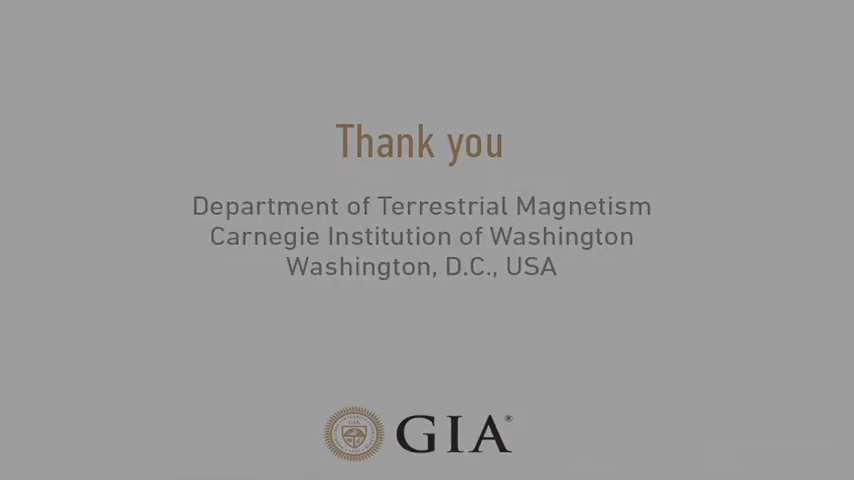 Thank you
Department of Terrestrial Magnetism
Carnegie Institution of Washington
Washington, D.C., USA
GIA®